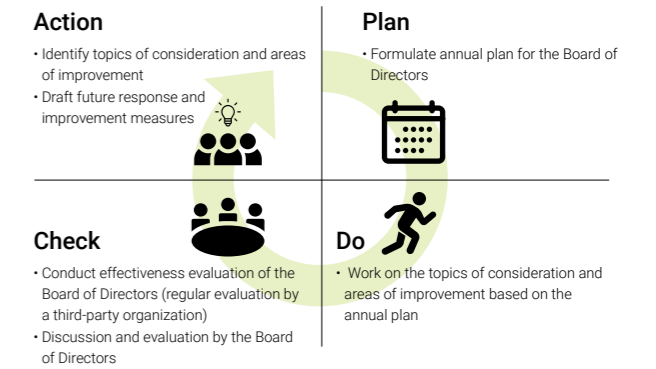 Action
• Identify topics of consideration and areas
of improvement
• Draft future response and
improvement measures
Plan
• Formulate annual plan for the Board of
Directors
Check
• Conduct effectiveness evaluation of the
Board of Directors (regular evaluation by
a third-party organization)
• Discussion and evaluation by the Board
of Directors
Do
• Work on the topics of consideration and
areas of improvement based on the
annual plan